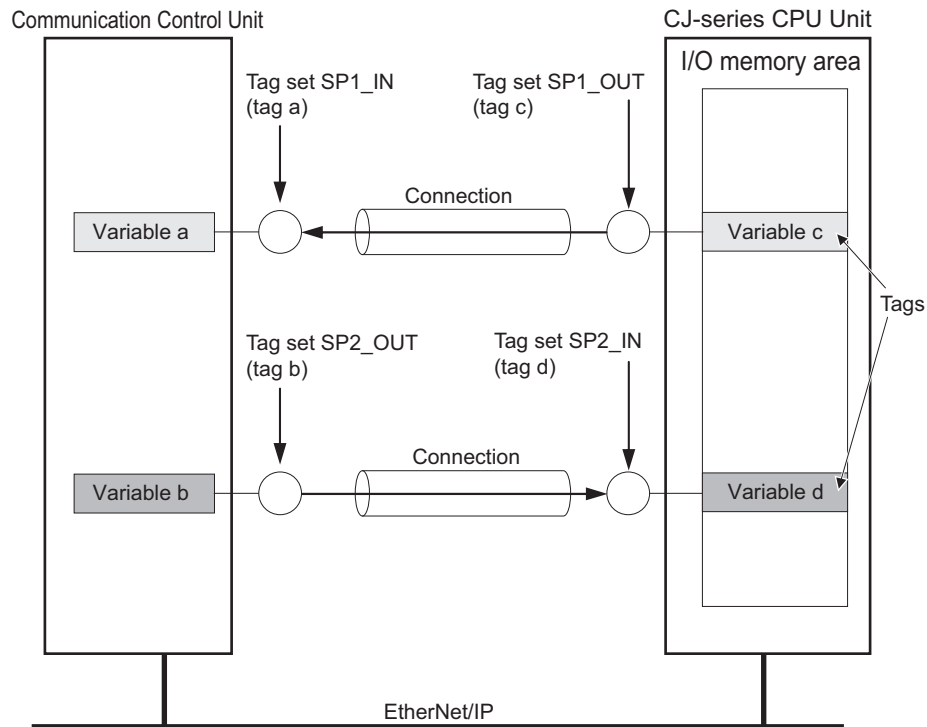 Communication Control Unit
CJ-series CPU Unit
I/O memory area
Tag set SP1_IN
(tag a)
Tag set SP1_OUT
(tag c)
Connection
Variable a
Variable c
Tags
Tag set SP2_OUT
(tag b)
Tag set SP2_IN
(tag d)
Connection
Variable b
Variable d
EtherNet/IP